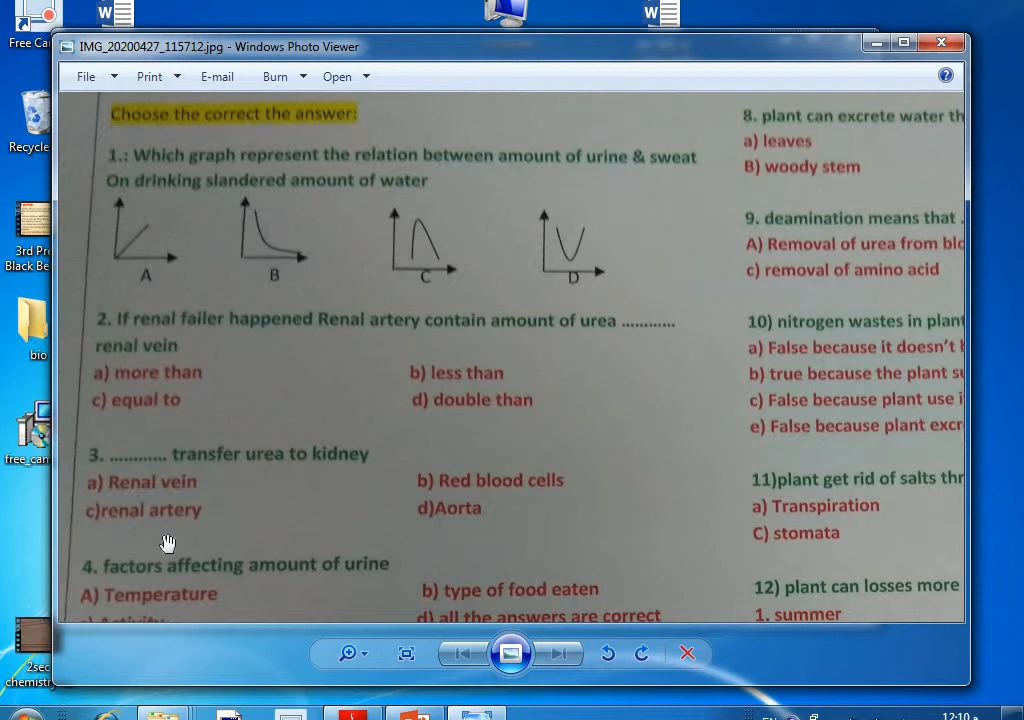 Free Ca
W
W
IMG_20200427_115712.jpg - Windows Photo Viewer
File Print E-mail Burn Open
Recycle
3rd Pre
Black Be
bio
free_can
2sec
chemistry
Choose the correct the answer:
1.: Which graph represent the relation between amount of urine & sweat
On drinking slandered amount of water
A B C D
2. If renal failer happened Renal artery contain amount of urea ............
renal vein
a) more than b) less than
c) equal to d) double than
3. ............ transfer urea to kidney
a) Renal vein b) Red blood cells
c)renal artery d)Aorta
4. factors affecting amount of urine
A) Temperature b) type of food eaten
d) all the answers are correct
8. plant can excrete water th
a) leaves
B) woody stem
9. deamination means that .
A) Removal of urea from blo
c) removal of amino acid
10) nitrogen wastes in plant
a) False because it doesn't h
b) true because the plant su
c) False because plant use i
e) False because plant excr
11)plant get rid of salts thr
a) Transpiration
C) stomata
12) plant can losses more
1. summer
EN
12:10 م